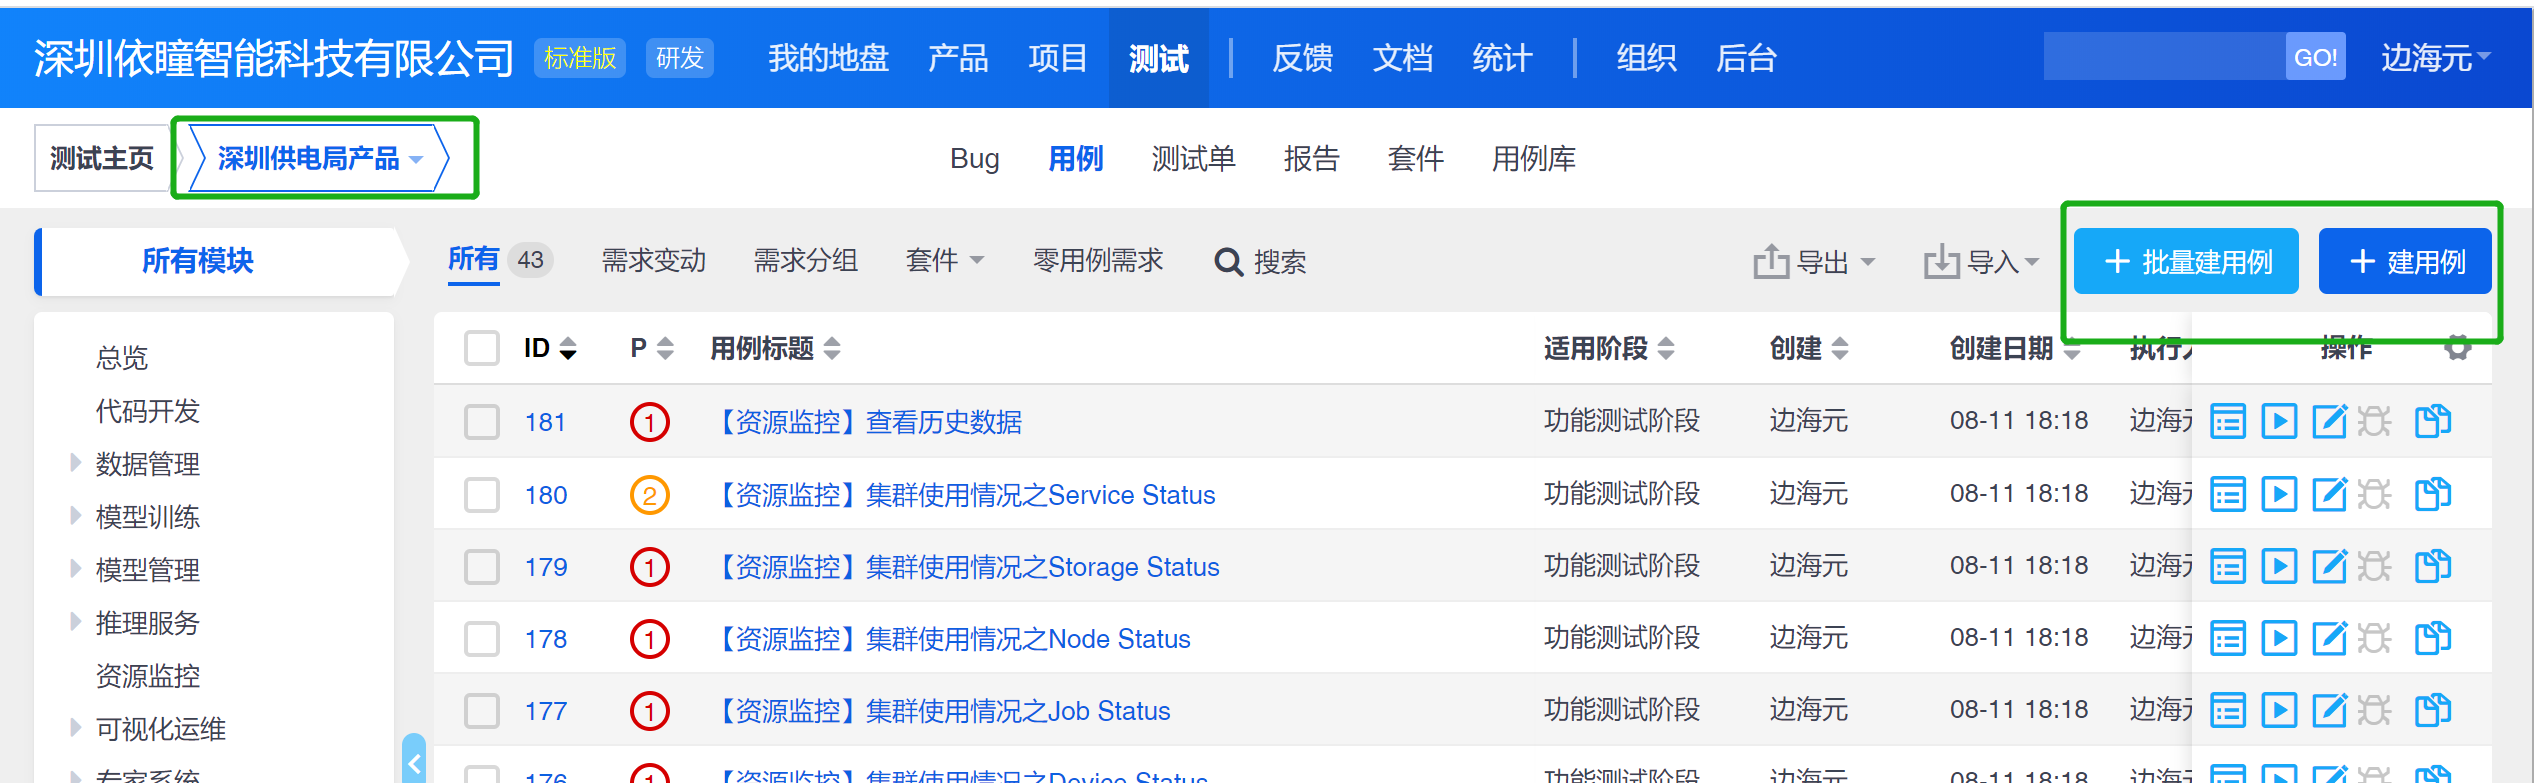 深圳依瞳智能科技有限公司 标准版 研发 我的地盘 产品 项目 测试 反馈 文档 统计 组织 后台 GO! 边海元
测试主页 深圳供电局产品 Bug 用例 测试单 报告 套件 用例库
所有模块 所有 43 需求变动 需求分组 套件 零用例需求 搜索 导出 导入 批量建用例 建用例
ID P 用例标题 适用阶段 创建 创建日期 执行 操作
总览
代码开发
数据管理
模型训练
模型管理
推理服务
资源监控
可视化运维
专家系统
181 1 【资源监控】查看历史数据 功能测试阶段 边海元 08-11 18:18 边海元
180 2 【资源监控】集群使用情况之Service Status 功能测试阶段 边海元 08-11 18:18 边海元
179 1 【资源监控】集群使用情况之Storage Status 功能测试阶段 边海元 08-11 18:18 边海元
178 1 【资源监控】集群使用情况之Node Status 功能测试阶段 边海元 08-11 18:18 边海元
177 1 【资源监控】集群使用情况之Job Status 功能测试阶段 边海元 08-11 18:18 边海元
176 1 【资源监控】集群使用情况之Device Status 功能测试阶段 边海元 08-11 18:18 边海元